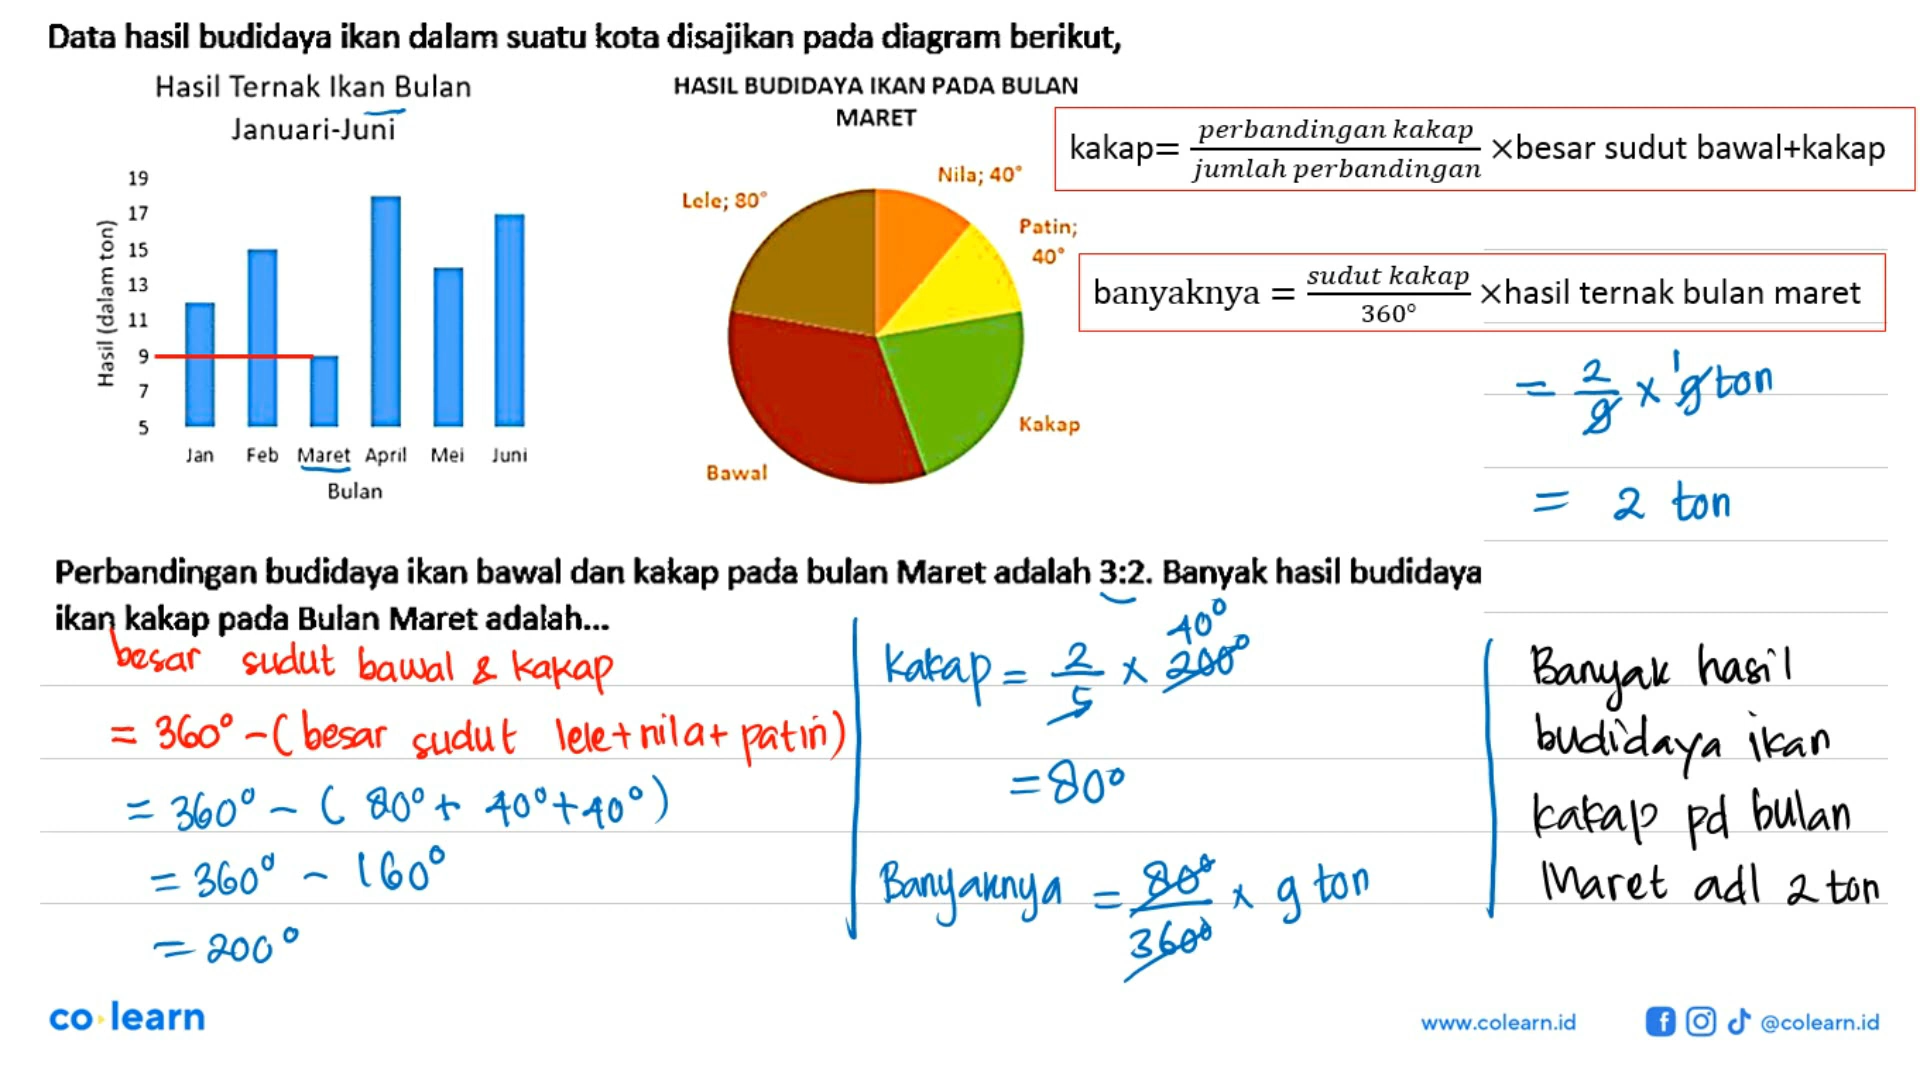 Data hasil budidaya ikan dalam suatu kota disajikan pada diagram berikut,
Hasil Ternak Ikan Bulan
Januari-Juni
Hasil (dalam ton)
19
17
15
13
11
9
7
5
Jan Feb Maret April Mei Juni
Bulan
HASIL BUDIDAYA IKAN PADA BULAN
MARET
Nila; 40°
Lele; 80°
Patin;
40°
Kakap
Bawal
kakap= perbandingan kakap / jumlah perbandingan ×besar sudut bawal+kakap
banyaknya = sudut kakap / 360° ×hasil ternak bulan maret
= 2/9 × 9 1 ton
= 2 ton
Perbandingan budidaya ikan bawal dan kakap pada bulan Maret adalah 3:2. Banyak hasil budidaya
ikan kakap pada Bulan Maret adalah...
besar sudut bawal & kakap
= 360° - (besar sudut lele+nila+patin)
= 360° - (80°+ 40°+40°)
= 360° - 160°
= 200°
Kakap = 2/5 × 200° 40°
= 80°
Banyaknya = 80°/360° × 9 ton
Banyak hasil
budidaya ikan
kakap pd bulan
Maret adl 2 ton
co learn
www.colearn.id
@colearn.id